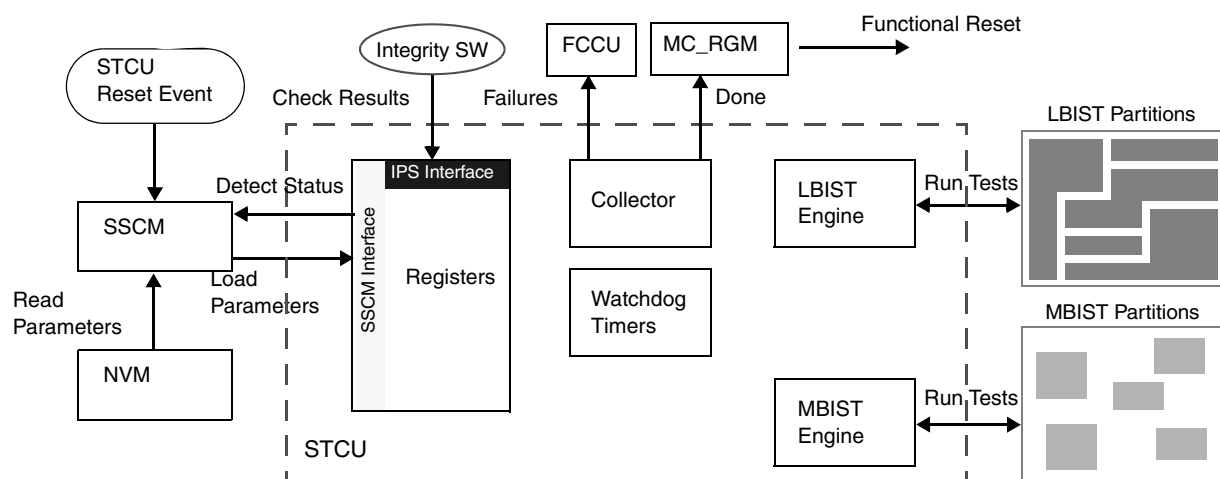 STCU
Reset Event
Integrity SW
FCCU
MC_RGM
Functional Reset
Check Results
Failures
Done
LBIST Partitions
Detect Status
IPS Interface
SSCM Interface
Registers
Collector
LBIST
Engine
Run Tests
SSCM
Load
Parameters
Read
Parameters
NVM
Watchdog
Timers
MBIST Partitions
MBIST
Engine
Run Tests
STCU